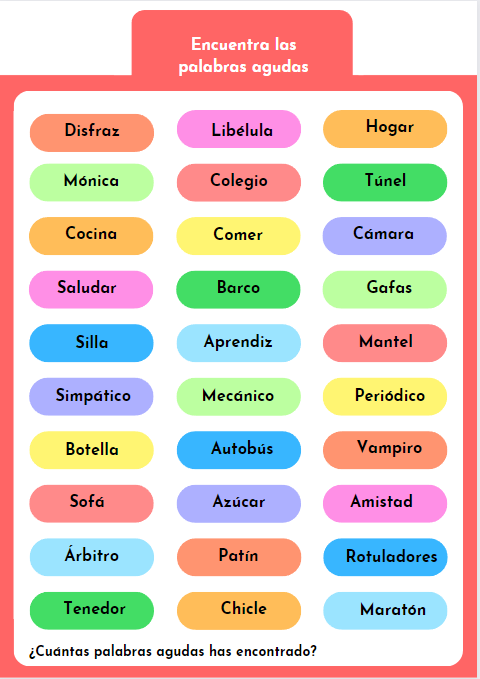 Encuentra las
palabras agudas
Disfraz Libélula Hogar
Mónica Colegio Túnel
Cocina Comer Cámara
Saludar Barco Gafas
Silla Aprendiz Mantel
Simpático Mecánico Periódico
Botella Autobús Vampiro
Sofá Azúcar Amistad
Árbitro Patín Rotuladores
Tenedor Chicle Maratón
¿Cuántas palabras agudas has encontrado?